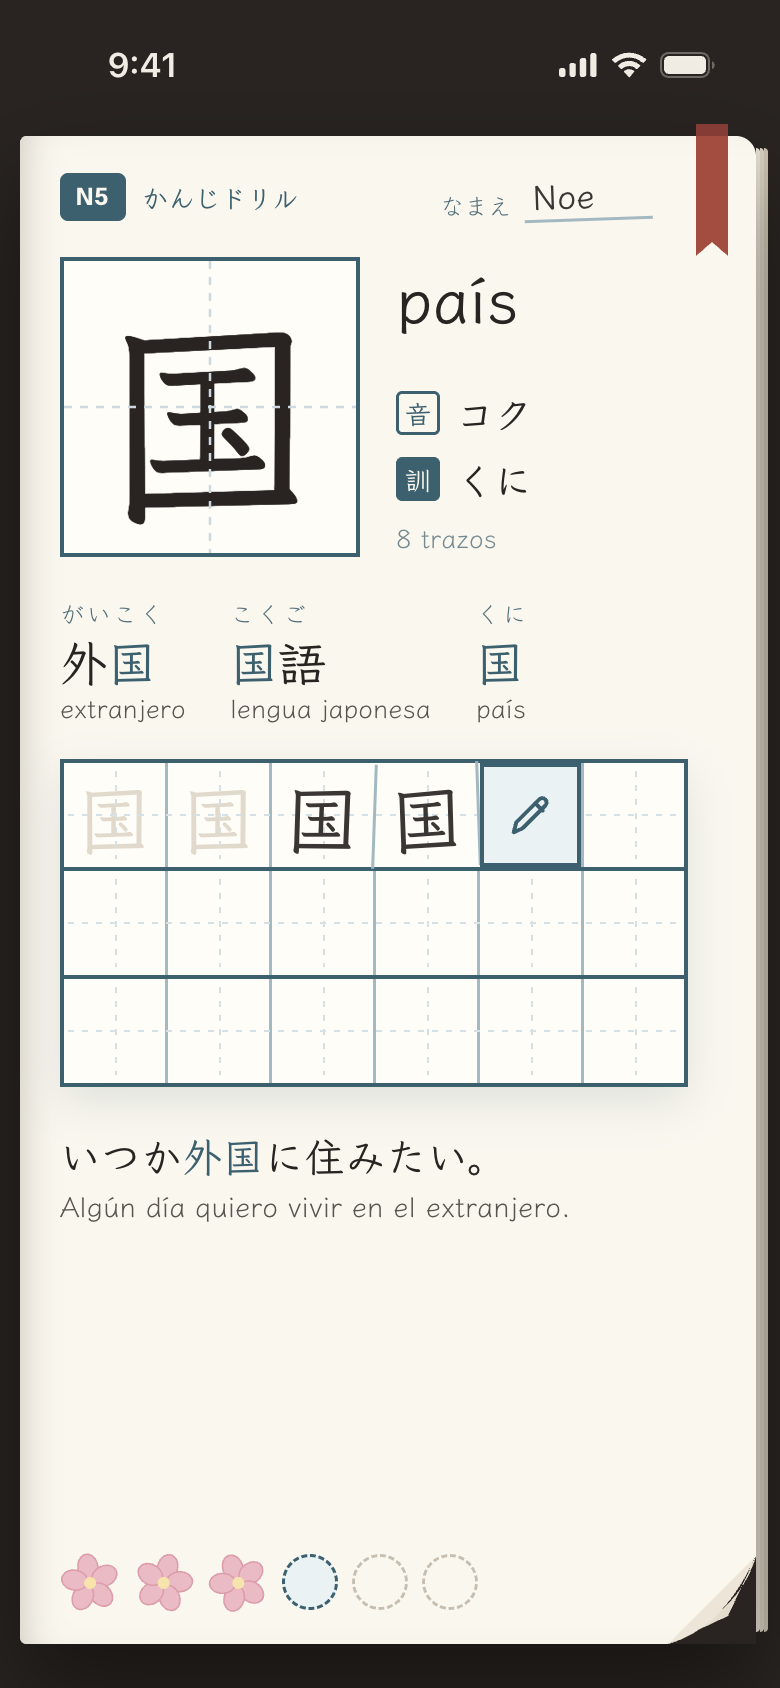 9:41
N5 かんじドリル なまえ Noe
国
país
音 コク
訓 くに
8 trazos
がいこく こくご くに
外国 国語 国
extranjero lengua japonesa país
国 国 国 国
いつか外国に住みたい。
Algún día quiero vivir en el extranjero.